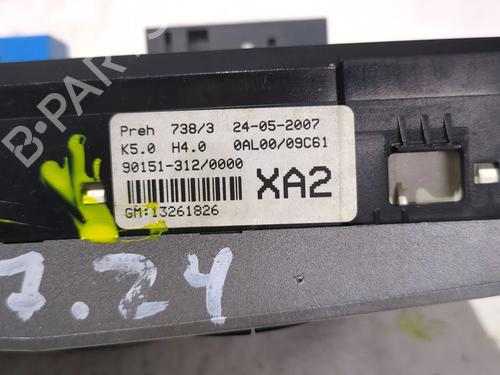 B-PARTS
Preh 738/3 24-05-2007
K5.0 H4.0 0AL00/09C61
90151-312/0000
XA2
GM:13261826
7.24